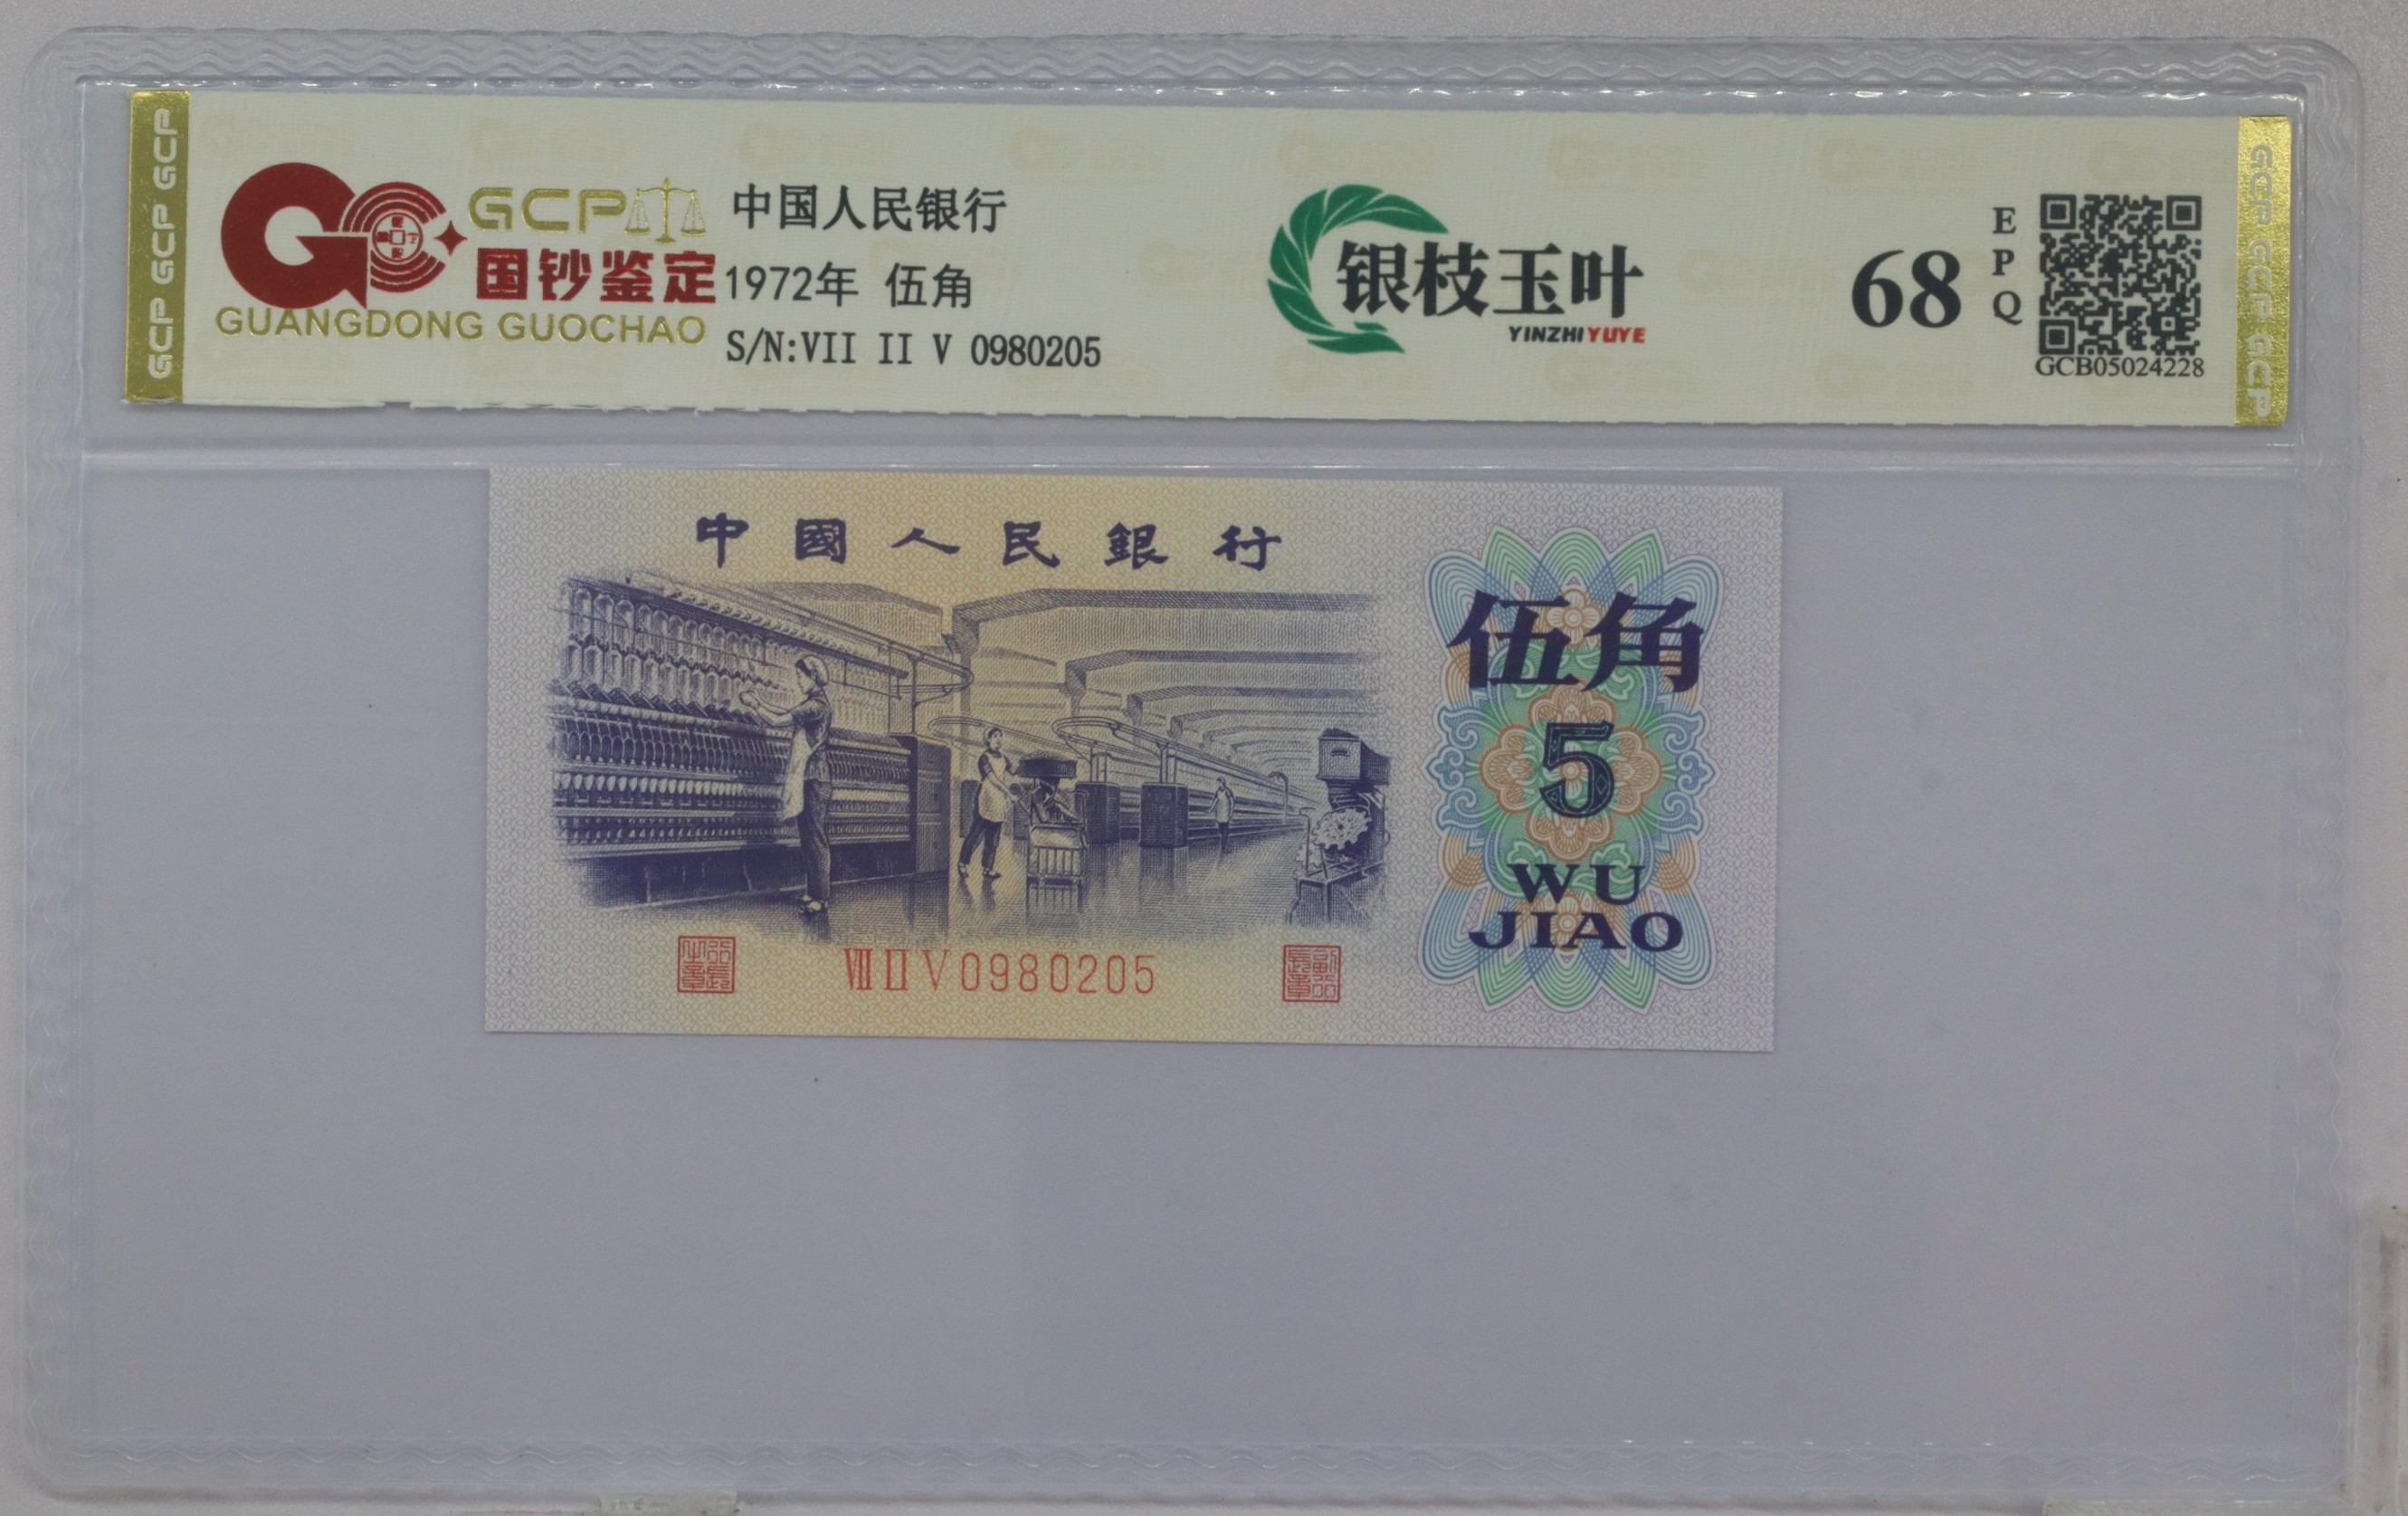 GCP GCP GCP
GCP
国钞鉴定
GUANGDONG GUOCHAO
中国人民银行
1972年 伍角
S/N:VII II V 0980205
银枝玉叶
YINZHIYUYE
68
EPQ
GCB05024228
GCP GCP GCP
中國人民銀行
伍角
5
WU
JIAO
VII II V 0980205